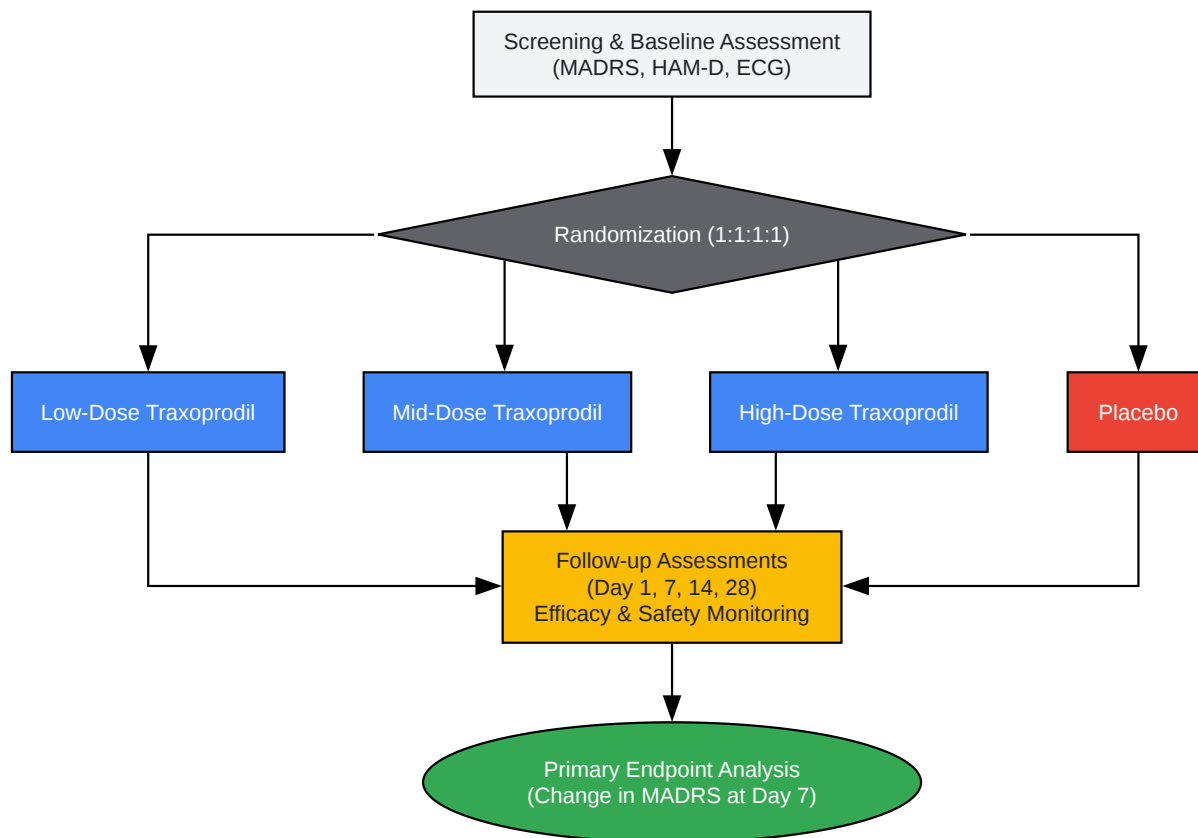 Screening & Baseline Assessment
(MADRS, HAM-D, ECG)
Randomization (1:1:1:1)
Low-Dose Traxoprodil
Mid-Dose Traxoprodil
High-Dose Traxoprodil
Placebo
Follow-up Assessments
(Day 1, 7, 14, 28)
Efficacy & Safety Monitoring
Primary Endpoint Analysis
(Change in MADRS at Day 7)